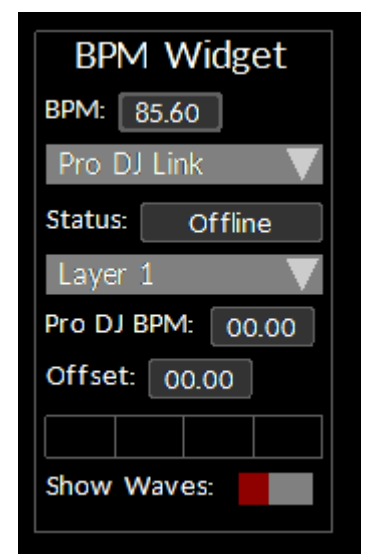 BPM Widget
BPM: 85.60
Pro DJ Link
Status: Offline
Layer 1
Pro DJ BPM: 00.00
Offset: 00.00
Show Waves: